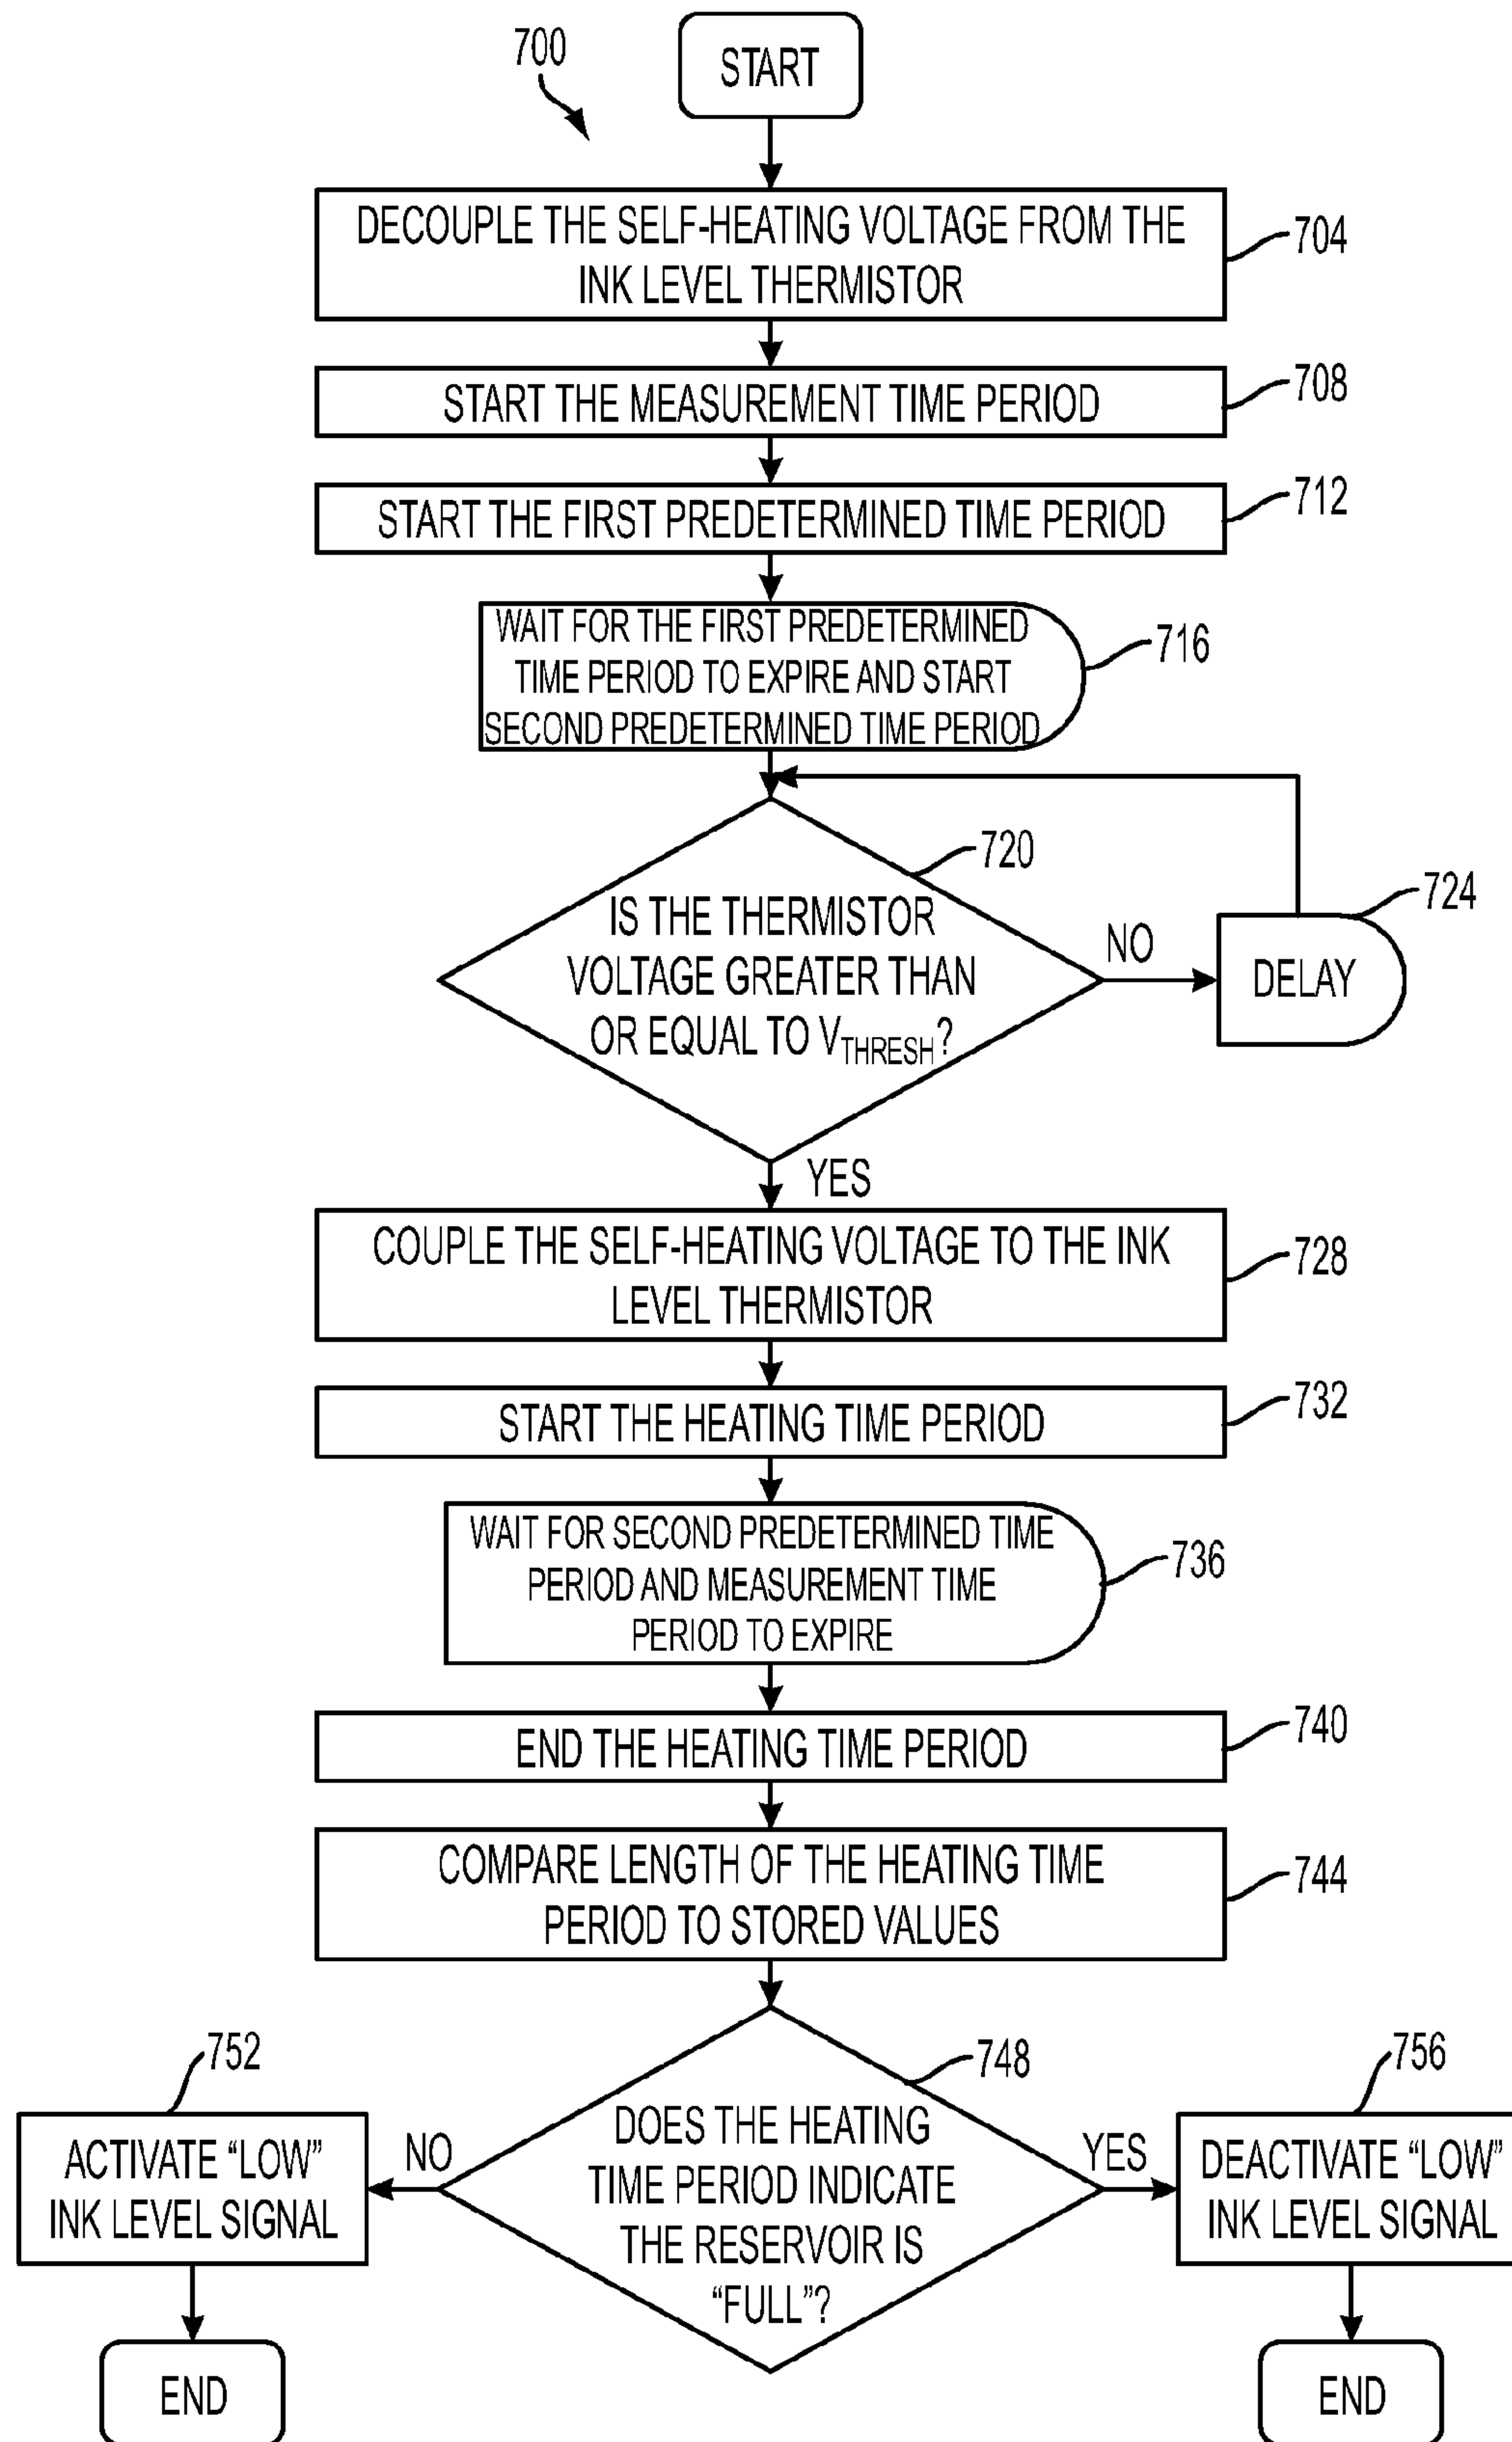 700
START
DECOUPLE THE SELF-HEATING VOLTAGE FROM THE
INK LEVEL THERMISTOR
704
START THE MEASUREMENT TIME PERIOD
708
START THE FIRST PREDETERMINED TIME PERIOD
712
WAIT FOR THE FIRST PREDETERMINED
TIME PERIOD TO EXPIRE AND START
SECOND PREDETERMINED TIME PERIOD
716
720
IS THE THERMISTOR
VOLTAGE GREATER THAN
OR EQUAL TO VTHRESH?
NO
724
DELAY
YES
COUPLE THE SELF-HEATING VOLTAGE TO THE INK
LEVEL THERMISTOR
728
START THE HEATING TIME PERIOD
732
WAIT FOR SECOND PREDETERMINED TIME
PERIOD AND MEASUREMENT TIME
PERIOD TO EXPIRE
736
END THE HEATING TIME PERIOD
740
COMPARE LENGTH OF THE HEATING TIME
PERIOD TO STORED VALUES
744
748
DOES THE HEATING
TIME PERIOD INDICATE
THE RESERVOIR IS
“FULL”?
NO
752
ACTIVATE “LOW”
INK LEVEL SIGNAL
END
YES
756
DEACTIVATE “LOW”
INK LEVEL SIGNAL
END